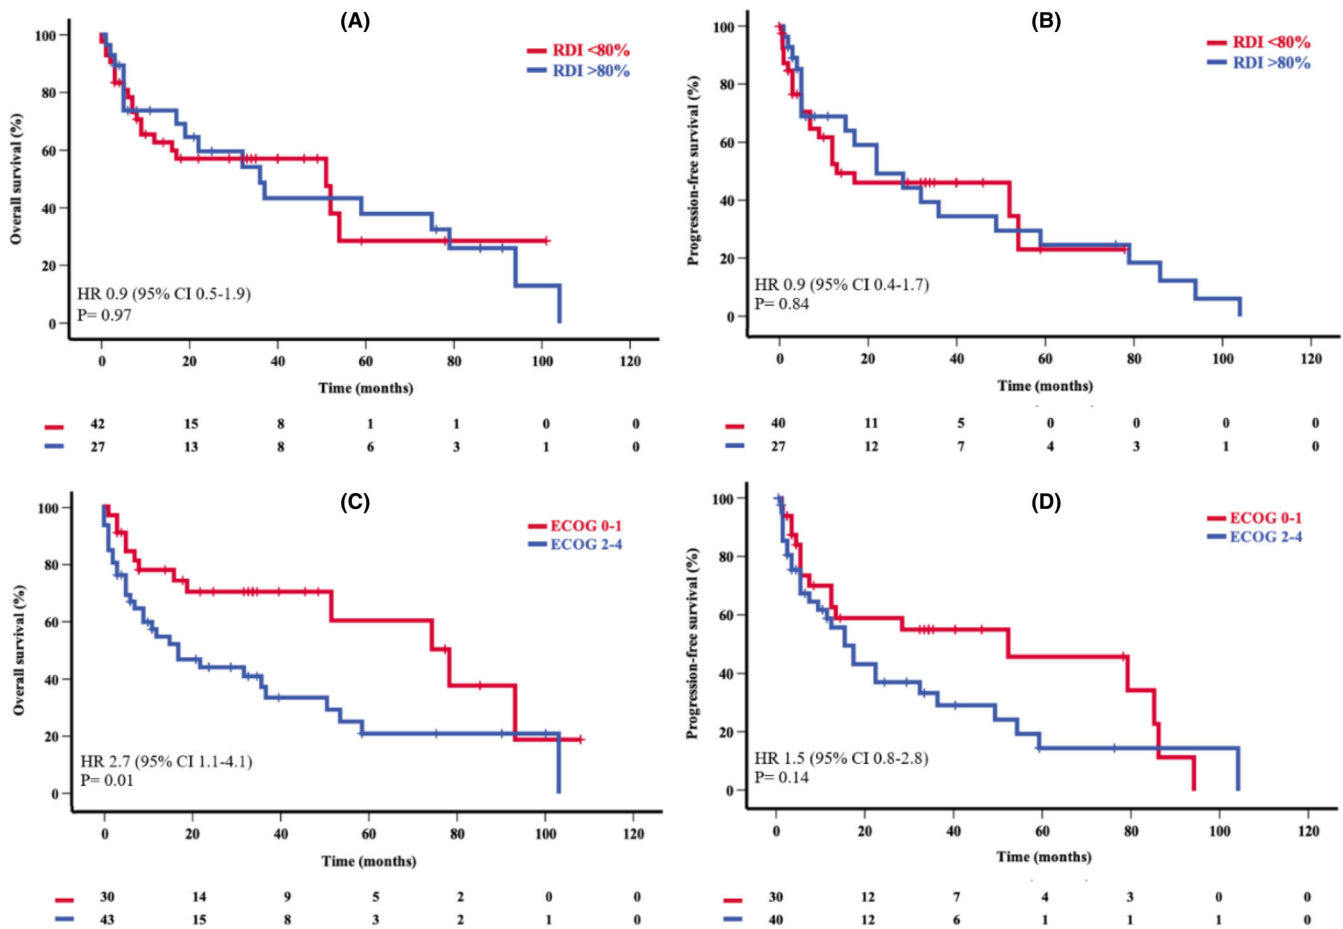 (A)
RDI <80%
RDI >80%
Overall survival (%)
100
80
60
40
20
0
HR 0.9 (95% CI 0.5-1.9)
P= 0.97
0 20 40 60 80 100 120
Time (months)
42 15 8 1 1 0 0
27 13 8 6 3 1 0
(B)
RDI <80%
RDI >80%
Progression-free survival (%)
100
80
60
40
20
0
HR 0.9 (95% CI 0.4-1.7)
P= 0.84
0 20 40 60 80 100 120
Time (months)
40 11 5 0 0 0 0
27 12 7 4 3 1 0
(C)
ECOG 0-1
ECOG 2-4
Overall survival (%)
100
80
60
40
20
0
HR 2.7 (95% CI 1.1-4.1)
P= 0.01
0 20 40 60 80 100 120
Time (months)
30 14 9 5 2 0 0
43 15 8 3 2 1 0
(D)
ECOG 0-1
ECOG 2-4
Progression-free survival (%)
100
80
60
40
20
0
HR 1.5 (95% CI 0.8-2.8)
P= 0.14
0 20 40 60 80 100 120
Time (months)
30 12 7 4 3 0 0
40 12 6 1 1 1 0